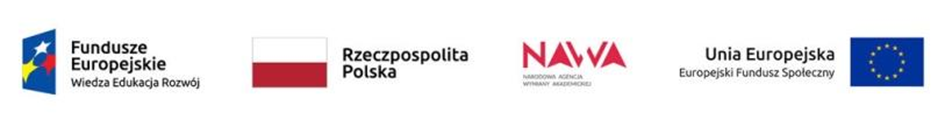 Fundusze
Europejskie
Wiedza Edukacja Rozwój
Rzeczpospolita
Polska
NAWA
NARODOWA AGENCJA
WYMIANY AKADEMICKIEJ
Unia Europejska
Europejski Fundusz Społeczny